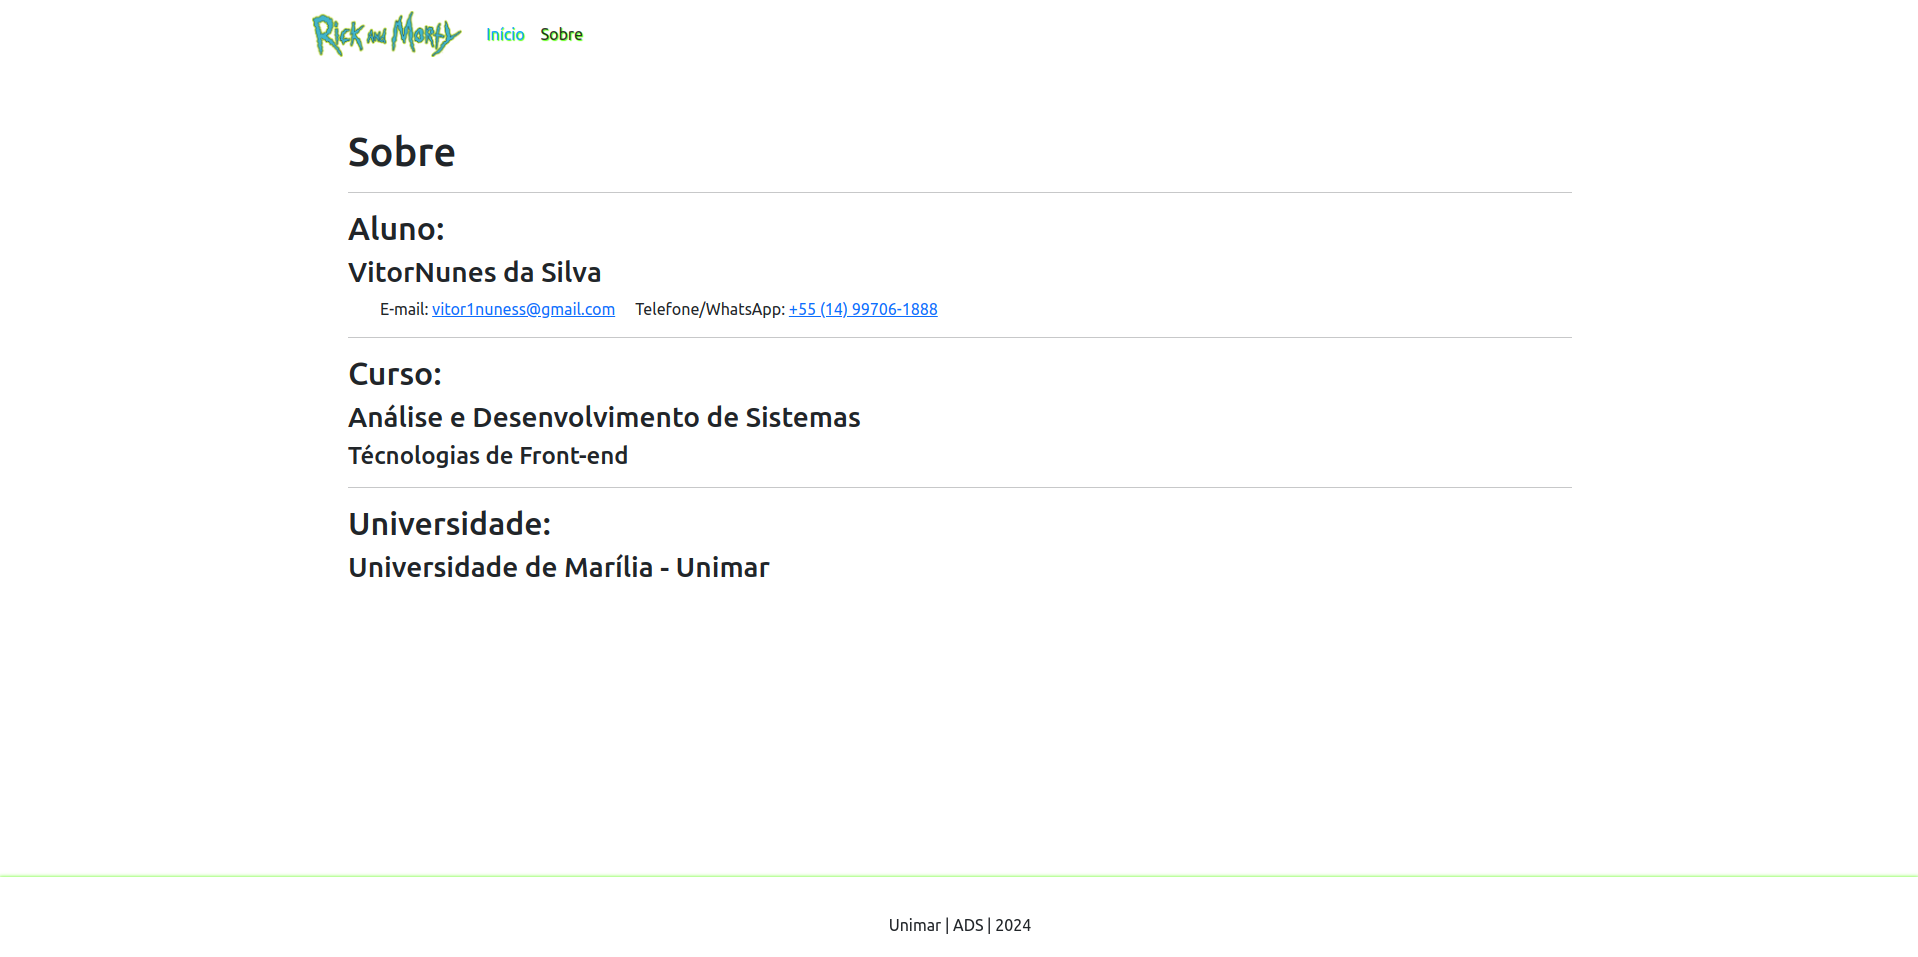 Rick and Morty Início Sobre
Sobre
Aluno:
VitorNunes da Silva
E-mail: vitor1nuness@gmail.com Telefone/WhatsApp: +55 (14) 99706-1888
Curso:
Análise e Desenvolvimento de Sistemas
Técnologias de Front-end
Universidade:
Universidade de Marília - Unimar
Unimar | ADS | 2024